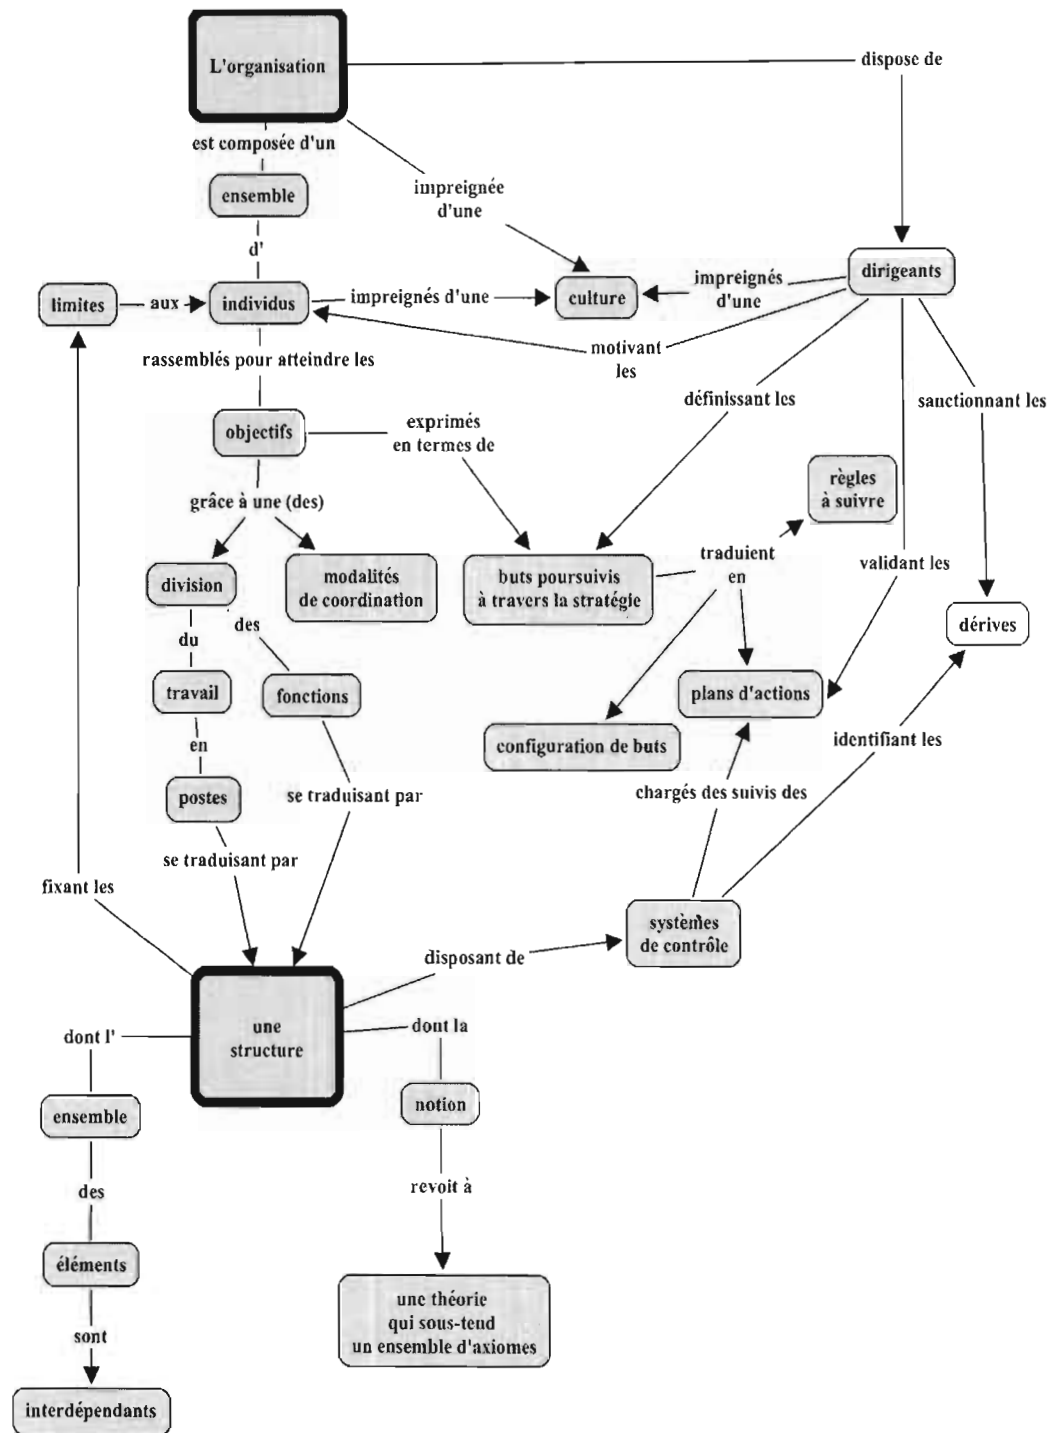 L'organisation
dispose de
est composée d'un
ensemble
impreignée
d'une
d'
dirigeants
limites
aux
individus
impreignés d'une
culture
impreignés
d'une
rassemblés pour atteindre les
motivant
les
définissant les
sanctionnant les
objectifs
exprimés
en termes de
règles
à suivre
grâce à une (des)
division
modalités
de coordination
buts poursuivis
à travers la stratégie
traduient
en
validant les
dérives
du
des
travail
fonctions
plans d'actions
configuration de buts
identifiant les
en
postes
se traduisant par
chargés des suivis des
se traduisant par
fixant les
systèmes
de contrôle
disposant de
une
structure
dont l'
dont la
ensemble
notion
des
revoit à
éléments
une théorie
qui sous-tend
un ensemble d'axiomes
sont
interdépendants